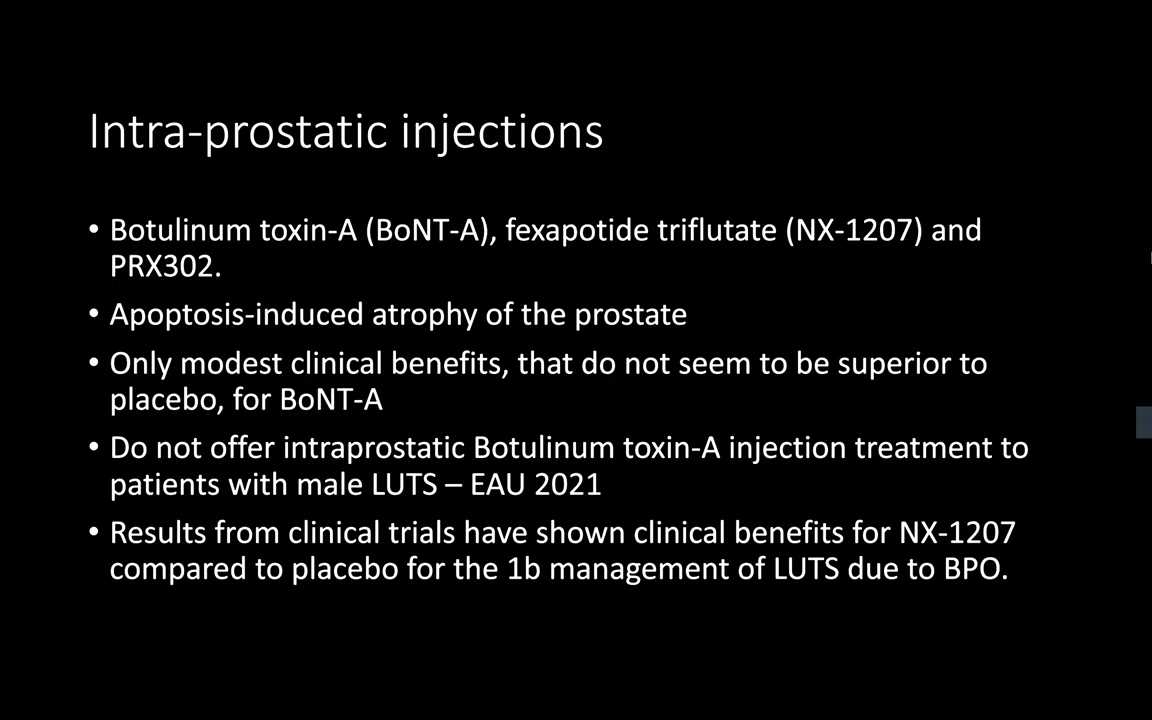 Intra-prostatic injections
• Botulinum toxin-A (BoNT-A), fexapotide triflutate (NX-1207) and
PRX302.
• Apoptosis-induced atrophy of the prostate
• Only modest clinical benefits, that do not seem to be superior to
placebo, for BoNT-A
• Do not offer intraprostatic Botulinum toxin-A injection treatment to
patients with male LUTS – EAU 2021
• Results from clinical trials have shown clinical benefits for NX-1207
compared to placebo for the 1b management of LUTS due to BPO.